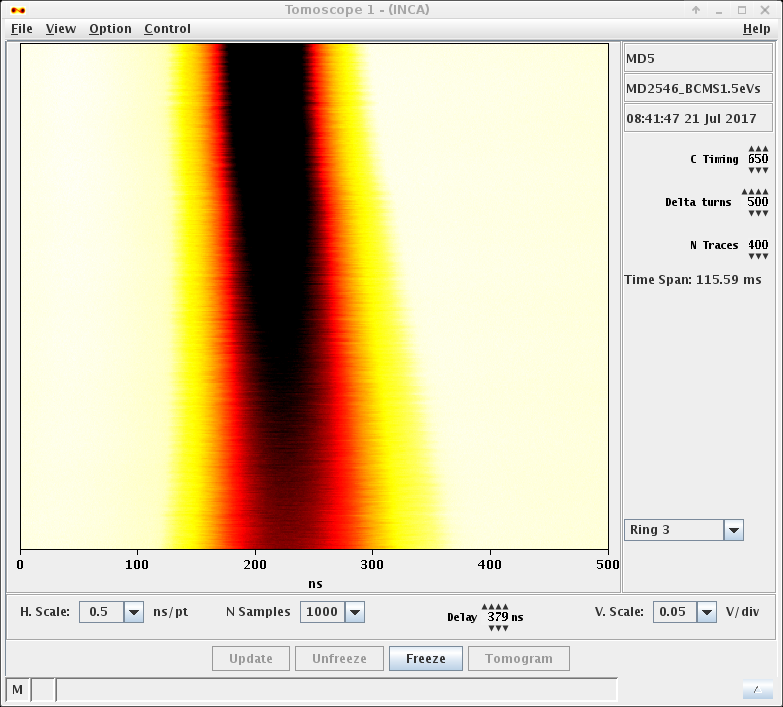 Tomoscope 1 - (INCA)
File View Option Control Help
MD5
MD2546_BCMS1.5eVs
08:41:47 21 Jul 2017
C Timing 650
Delta turns 500
N Traces 400
Time Span: 115.59 ms
Ring 3
0 100 200 300 400 500
ns
H. Scale: 0.5 ns/pt N Samples 1000 Delay 379 ns V. Scale: 0.05 V/div
Update Unfreeze Freeze Tomogram
M